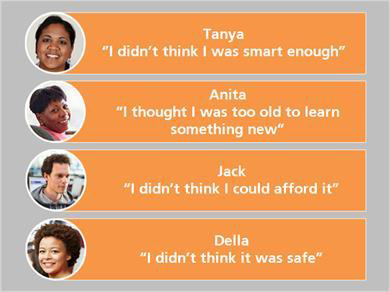 Tanya
“I didn’t think I was smart enough”
Anita
“I thought I was too old to learn
something new”
Jack
“I didn’t think I could afford it”
Della
“I didn’t think it was safe”